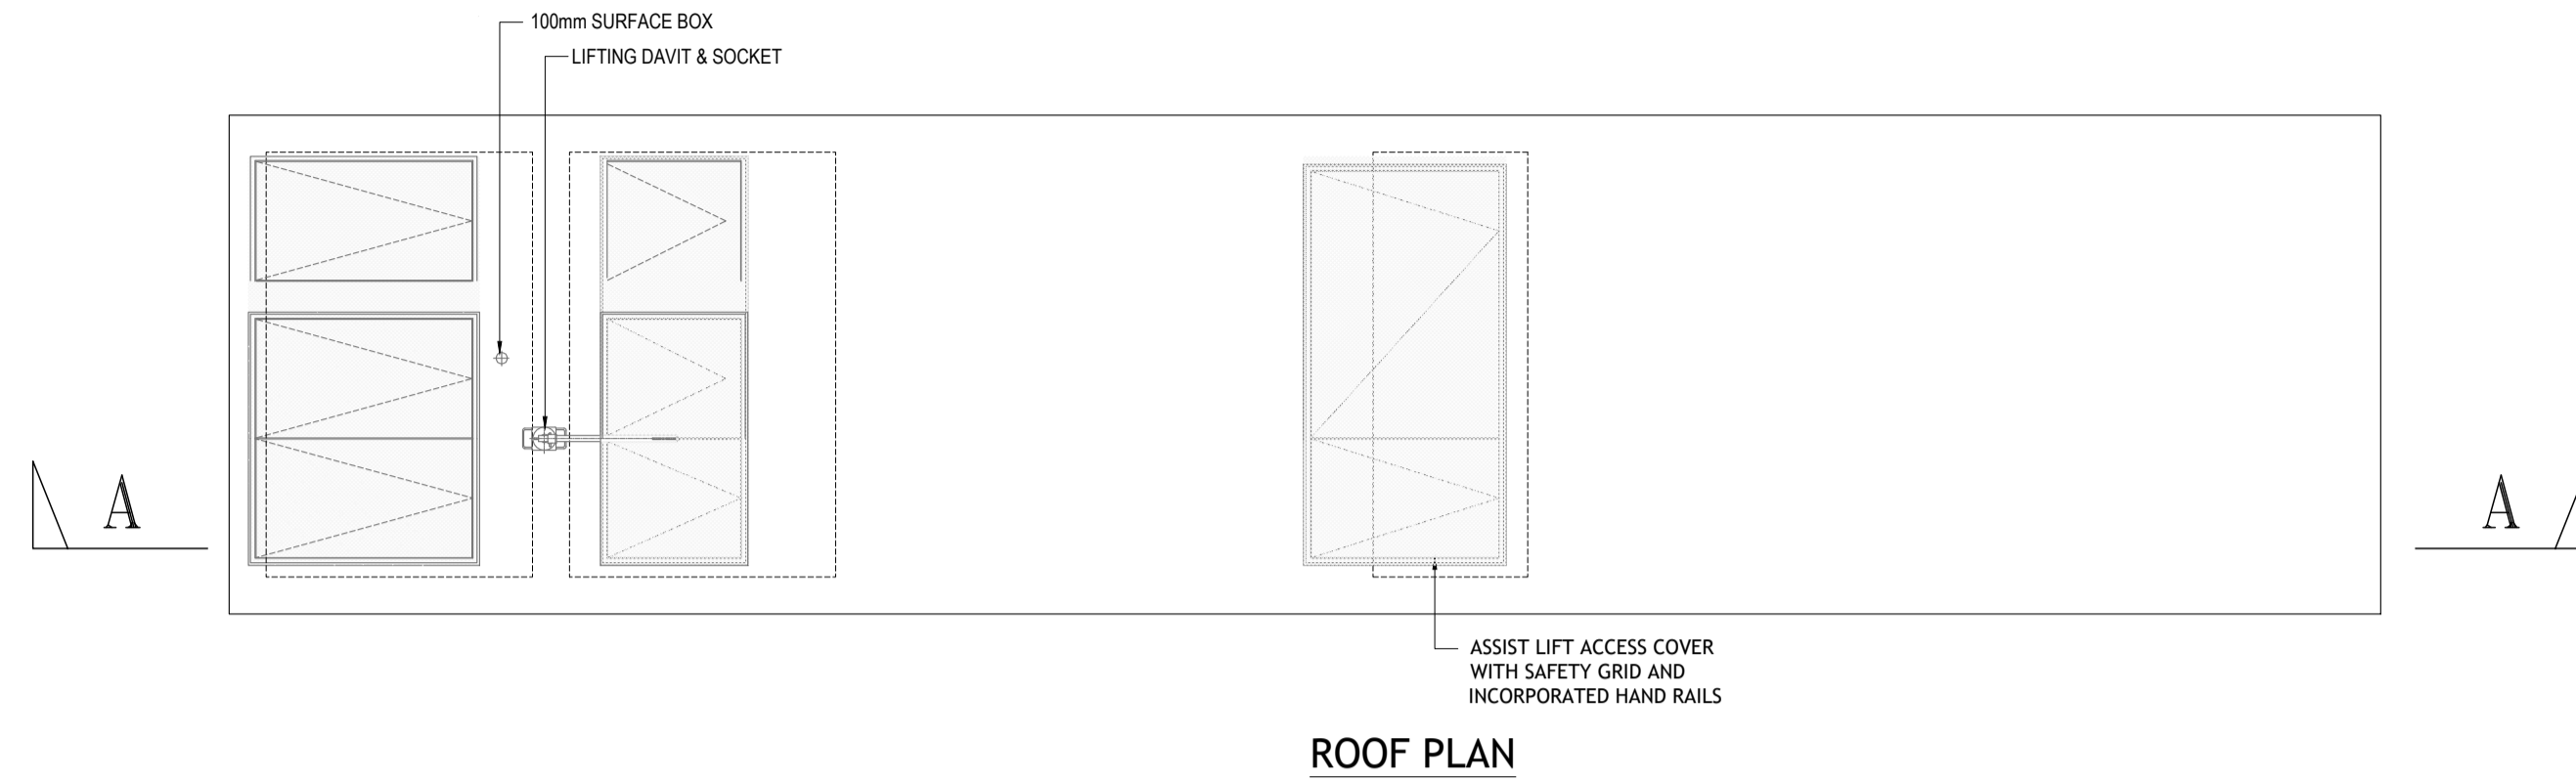 100mm SURFACE BOX
LIFTING DAVIT & SOCKET
A
A
ASSIST LIFT ACCESS COVER
WITH SAFETY GRID AND
INCORPORATED HAND RAILS
ROOF PLAN